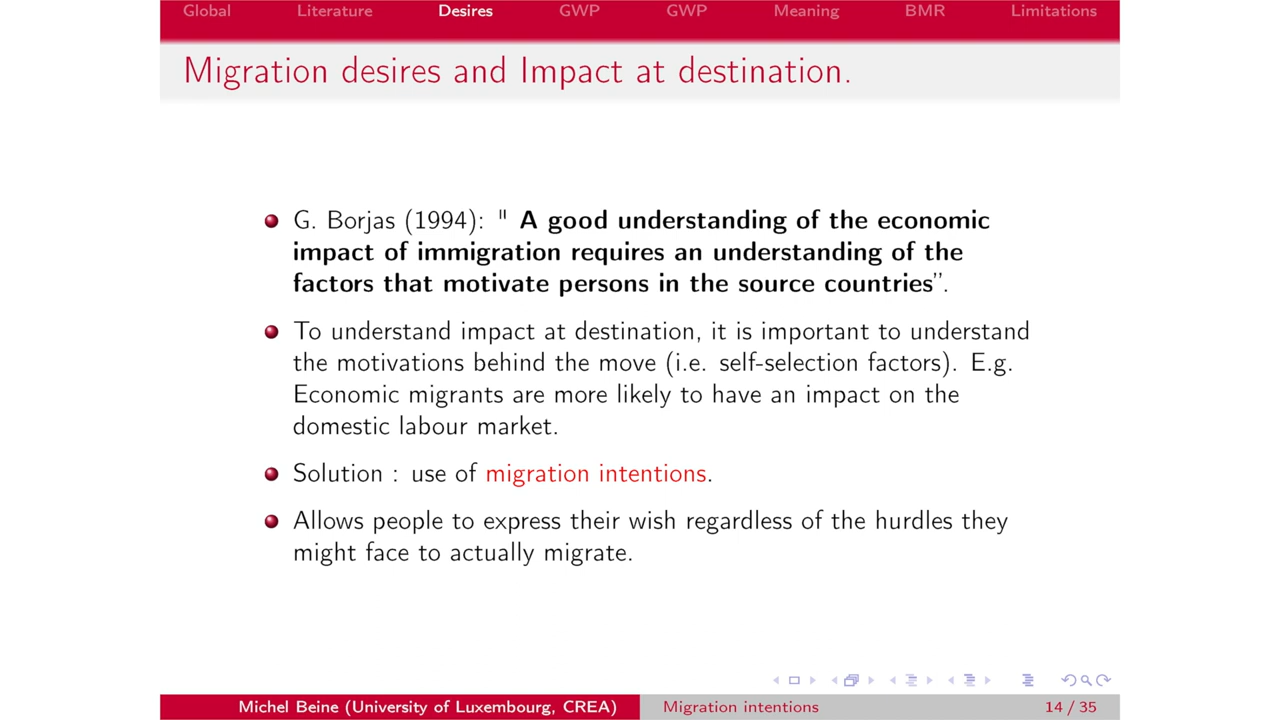 Global Literature Desires GWP GWP Meaning BMR Limitations
Migration desires and Impact at destination.
G. Borjas (1994): " A good understanding of the economic
impact of immigration requires an understanding of the
factors that motivate persons in the source countries”.
To understand impact at destination, it is important to understand
the motivations behind the move (i.e. self-selection factors). E.g.
Economic migrants are more likely to have an impact on the
domestic labour market.
Solution : use of migration intentions.
Allows people to express their wish regardless of the hurdles they
might face to actually migrate.
Michel Beine (University of Luxembourg, CREA) Migration intentions 14 / 35